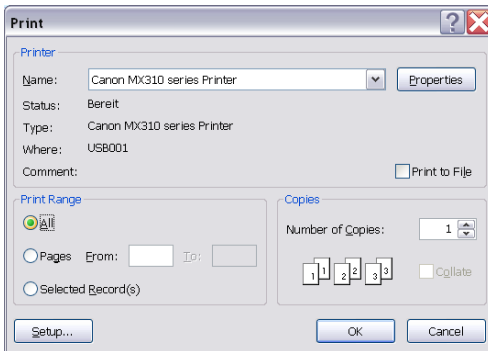 Print
Printer
Name: Canon MX310 series Printer Properties
Status: Bereit
Type: Canon MX310 series Printer
Where: USB001
Comment: Print to File
Print Range
All
Pages From: To:
Selected Record(s)
Copies
Number of Copies: 1
1 1 2 2 3 3
Collate
Setup... OK Cancel